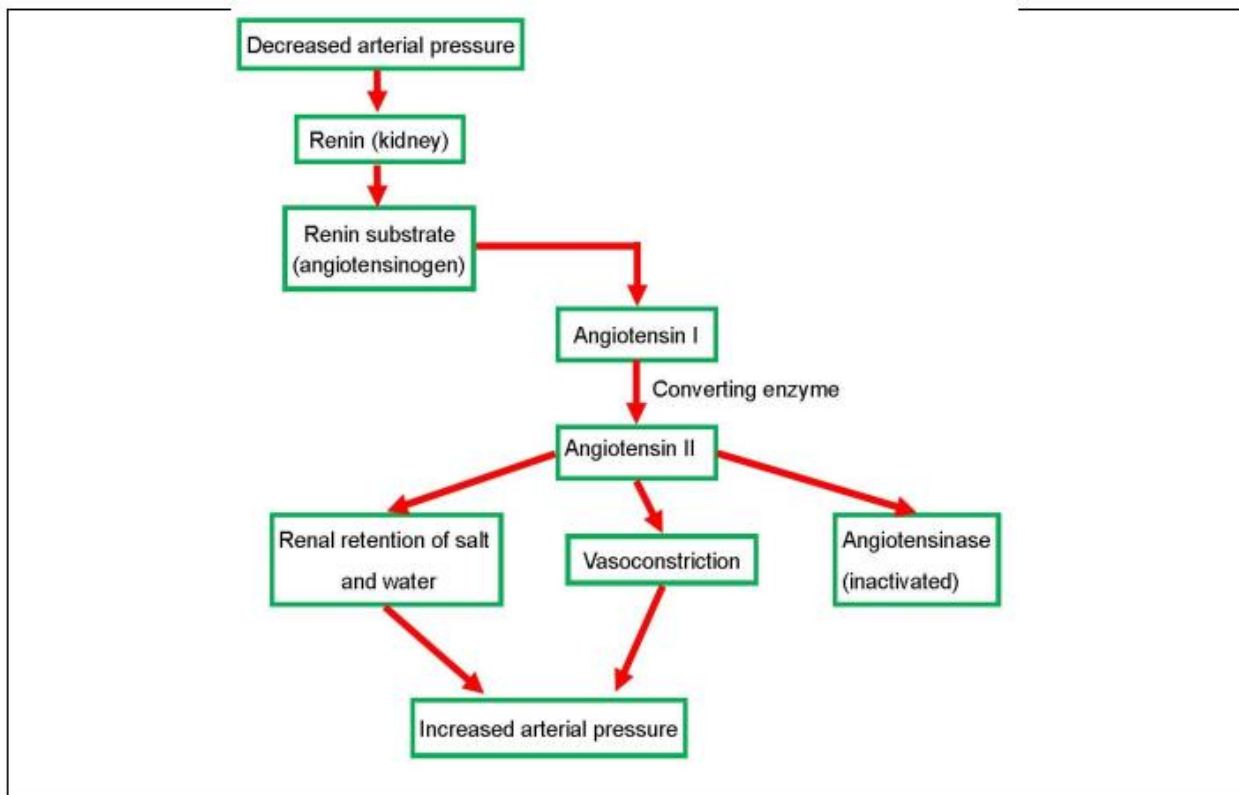 Decreased arterial pressure
Renin (kidney)
Renin substrate
(angiotensinogen)
Angiotensin I
Converting enzyme
Angiotensin II
Renal retention of salt
and water
Vasoconstriction
Angiotensinase
(inactivated)
Increased arterial pressure